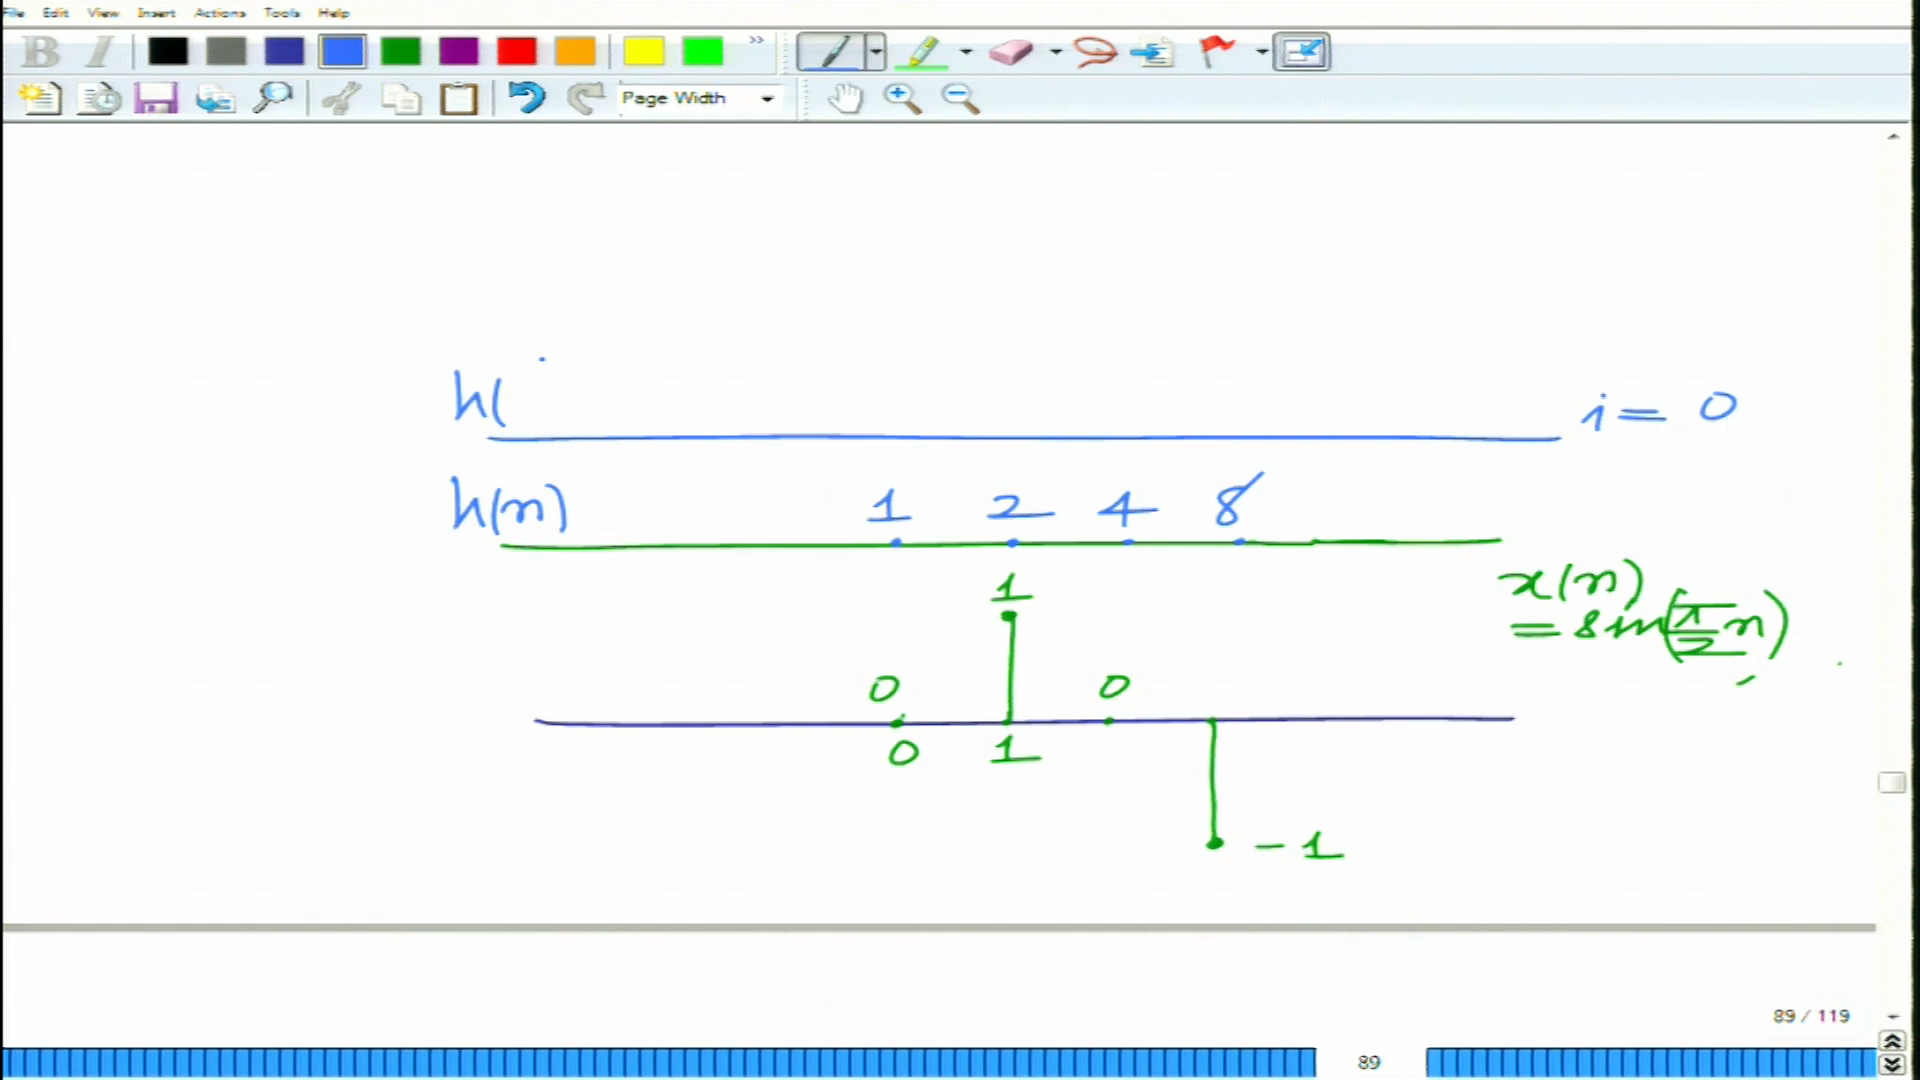 File Edit View Insert Actions Tools Help
B I
Page Width
h( i = 0
h(n) 1 2 4 8
1
x(n)
= sin(π/2 n)
0 0
0 1
- 1
89 / 119
89